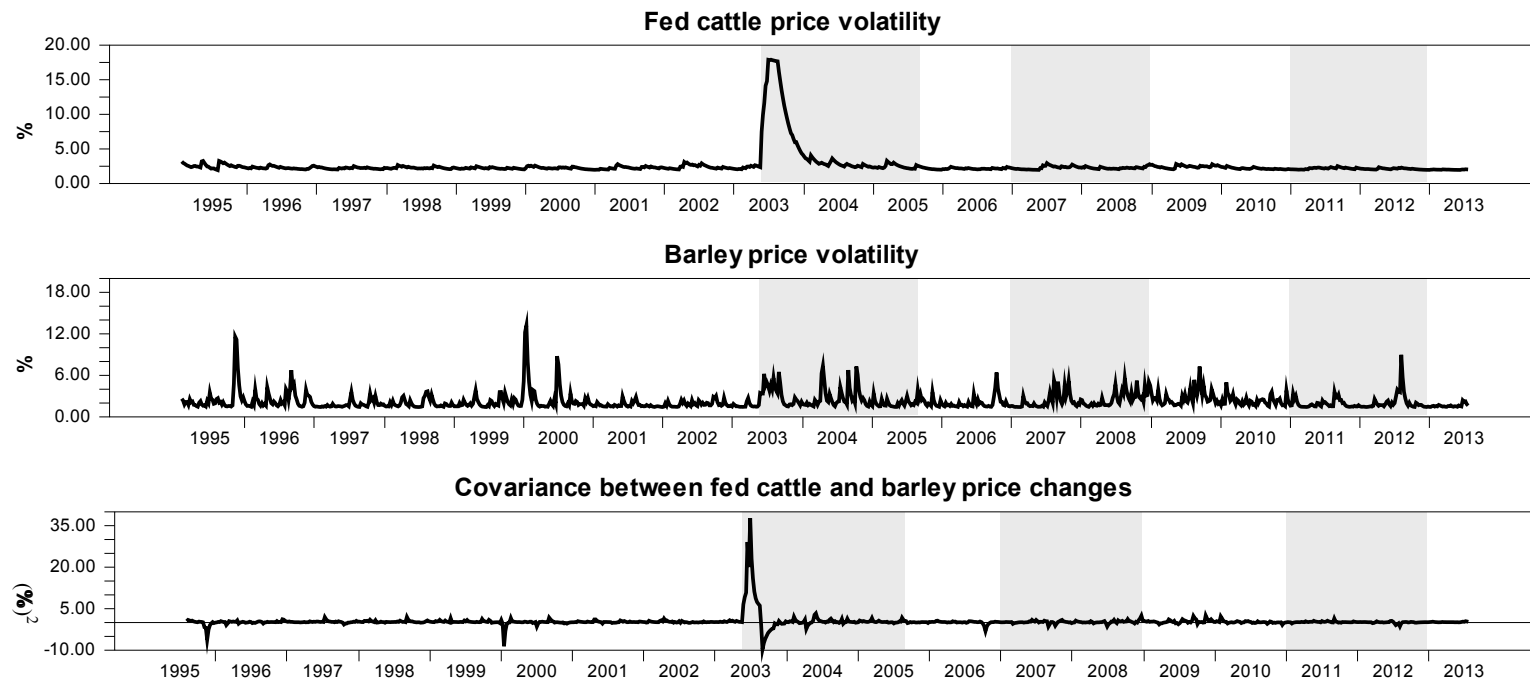 Fed cattle price volatility
20.00
15.00
10.00
5.00
0.00
%
1995 1996 1997 1998 1999 2000 2001 2002 2003 2004 2005 2006 2007 2008 2009 2010 2011 2012 2013
Barley price volatility
18.00
12.00
6.00
0.00
%
1995 1996 1997 1998 1999 2000 2001 2002 2003 2004 2005 2006 2007 2008 2009 2010 2011 2012 2013
Covariance between fed cattle and barley price changes
35.00
20.00
5.00
-10.00
(%)²
1995 1996 1997 1998 1999 2000 2001 2002 2003 2004 2005 2006 2007 2008 2009 2010 2011 2012 2013